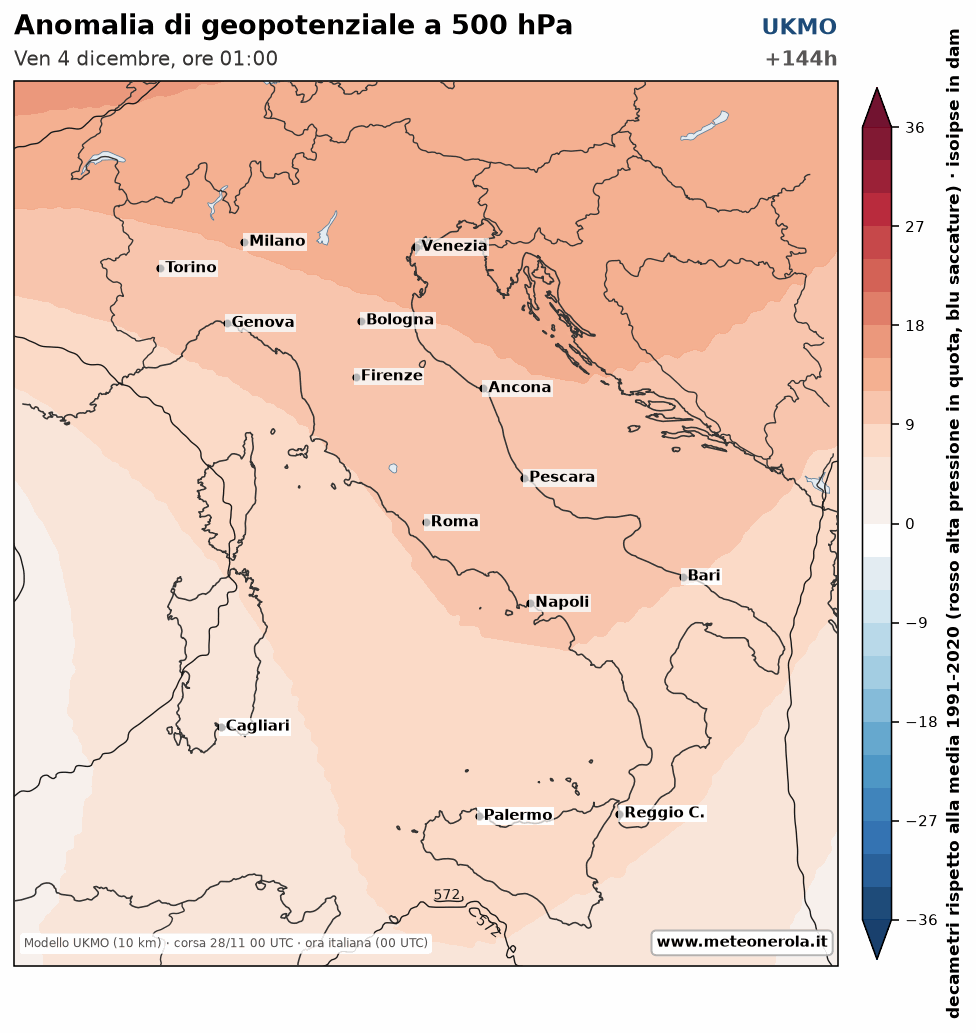 Anomalia di geopotenziale a 500 hPa
UKMO
Ven 4 dicembre, ore 01:00
+144h
Milano
Venezia
Torino
Genova
Bologna
Firenze
Ancona
Pescara
Roma
Bari
Napoli
Cagliari
Palermo
Reggio C.
572
572
Modello UKMO (10 km) · corsa 28/11 00 UTC · ora italiana (00 UTC)
www.meteonerola.it
36
27
18
9
0
−9
−18
−27
−36
decametri rispetto alla media 1991-2020 (rosso alta pressione in quota, blu saccature) · isoipse in dam